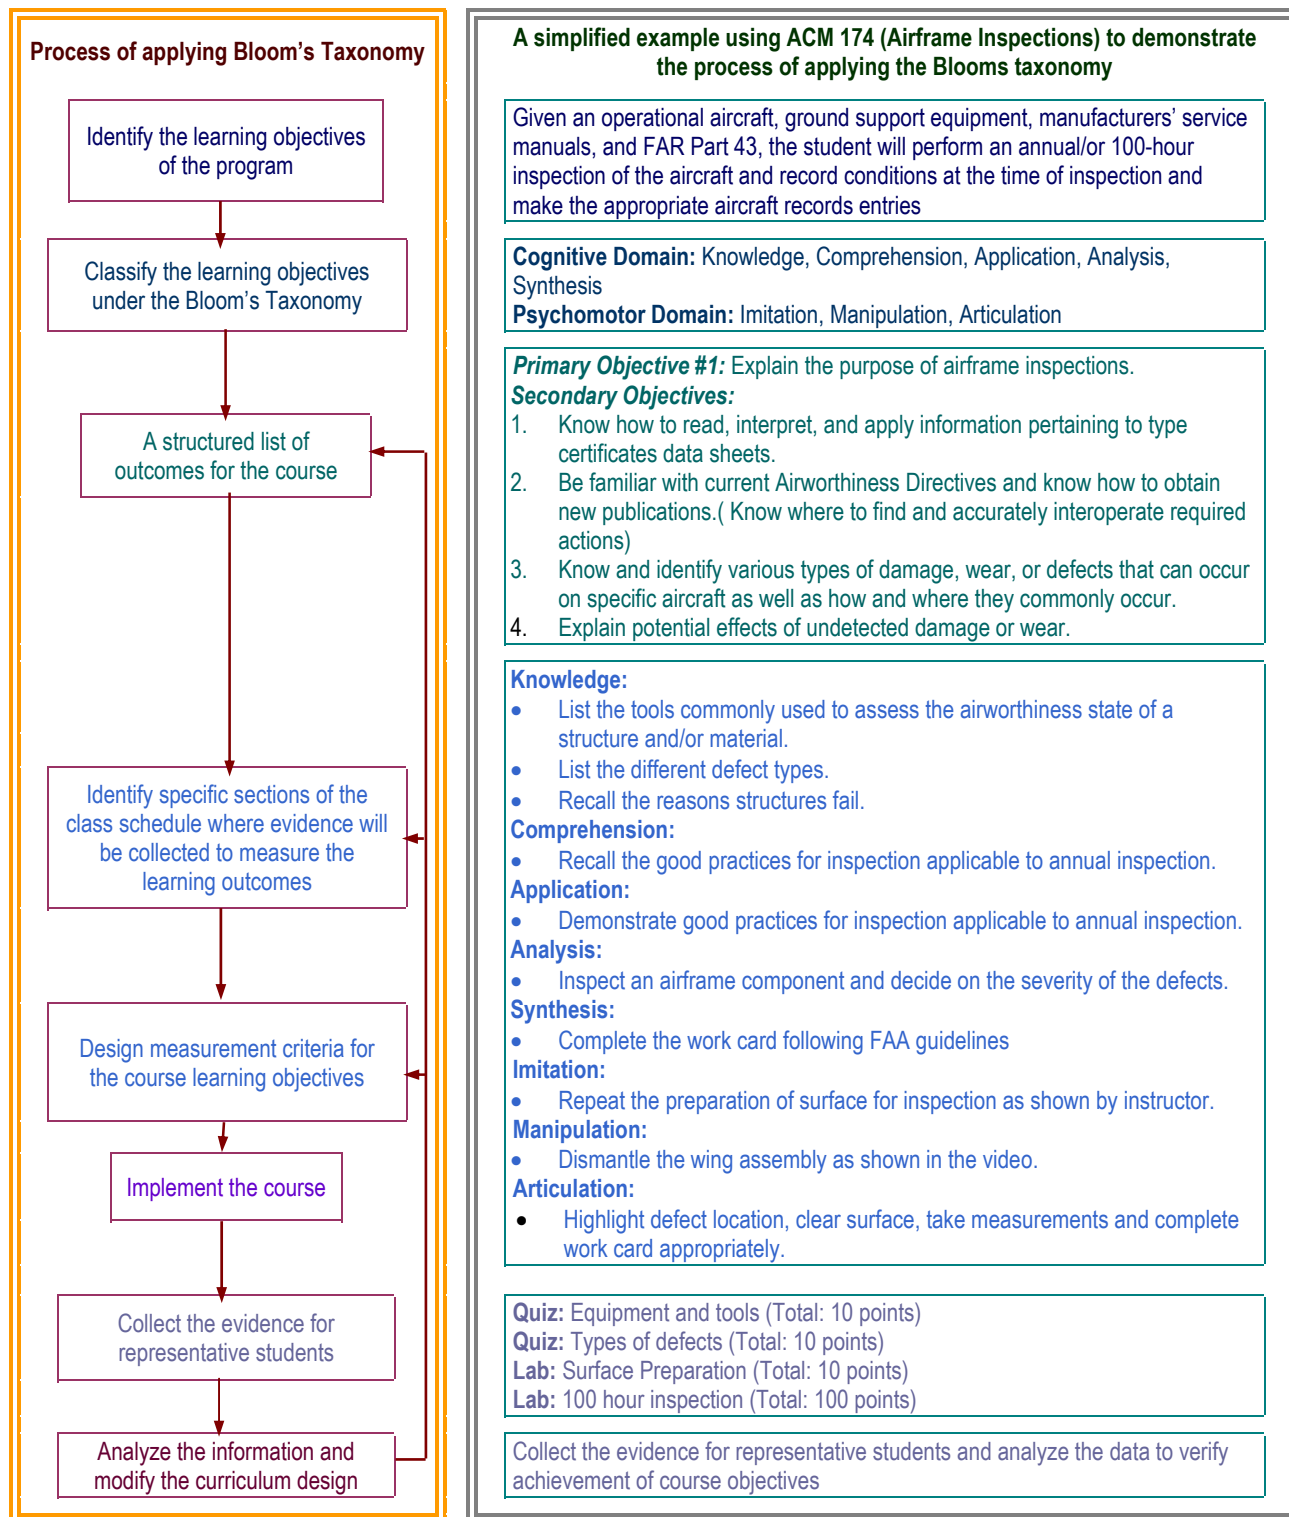 Process of applying Bloom's Taxonomy
Identify the learning objectives
of the program
Classify the learning objectives
under the Bloom's Taxonomy
A structured list of
outcomes for the course
Identify specific sections of the
class schedule where evidence will
be collected to measure the
learning outcomes
Design measurement criteria for
the course learning objectives
Implement the course
Collect the evidence for
representative students
Analyze the information and
modify the curriculum design
A simplified example using ACM 174 (Airframe Inspections) to demonstrate
the process of applying the Blooms taxonomy
Given an operational aircraft, ground support equipment, manufacturers' service
manuals, and FAR Part 43, the student will perform an annual/or 100-hour
inspection of the aircraft and record conditions at the time of inspection and
make the appropriate aircraft records entries
Cognitive Domain: Knowledge, Comprehension, Application, Analysis,
Synthesis
Psychomotor Domain: Imitation, Manipulation, Articulation
Primary Objective #1: Explain the purpose of airframe inspections.
Secondary Objectives:
1. Know how to read, interpret, and apply information pertaining to type
certificates data sheets.
2. Be familiar with current Airworthiness Directives and know how to obtain
new publications.( Know where to find and accurately interoperate required
actions)
3. Know and identify various types of damage, wear, or defects that can occur
on specific aircraft as well as how and where they commonly occur.
4. Explain potential effects of undetected damage or wear.
Knowledge:
• List the tools commonly used to assess the airworthiness state of a
structure and/or material.
• List the different defect types.
• Recall the reasons structures fail.
Comprehension:
• Recall the good practices for inspection applicable to annual inspection.
Application:
• Demonstrate good practices for inspection applicable to annual inspection.
Analysis:
• Inspect an airframe component and decide on the severity of the defects.
Synthesis:
• Complete the work card following FAA guidelines
Imitation:
• Repeat the preparation of surface for inspection as shown by instructor.
Manipulation:
• Dismantle the wing assembly as shown in the video.
Articulation:
• Highlight defect location, clear surface, take measurements and complete
work card appropriately.
Quiz: Equipment and tools (Total: 10 points)
Quiz: Types of defects (Total: 10 points)
Lab: Surface Preparation (Total: 10 points)
Lab: 100 hour inspection (Total: 100 points)
Collect the evidence for representative students and analyze the data to verify
achievement of course objectives